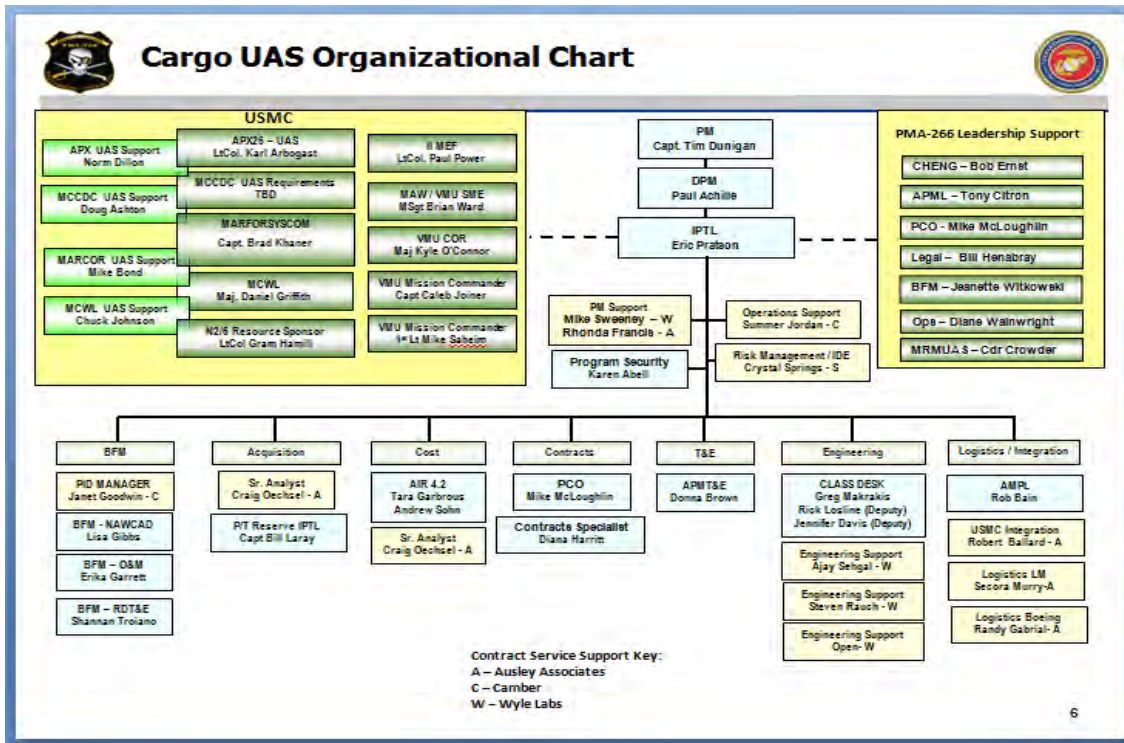 Cargo UAS Organizational Chart
USMC
APX UAS Support
Norm Dillon
MCCDC UAS Support
Doug Ashton
MARCOR UAS Support
Mike Bond
MCWL UAS Support
Chuck Johnson
APX26 – UAS
LtCol. Karl Arbogast
MCCDC UAS Requirements
TBD
MARFORSYSCOM
Capt. Brad Khaner
MCWL
Maj. Daniel Griffith
N2/6 Resource Sponsor
LtCol Gram Hamill
II MEF
LtCol. Paul Power
MAW / VMU SME
MSgt Brian Ward
VMU COR
Maj Kyle O'Connor
VMU Mission Commander
Capt Caleb Joiner
VMU Mission Commander
1st Lt Mike Saheim
PM
Capt. Tim Dunigan
DPM
Paul Achille
IPTL
Eric Pratson
PM Support
Mike Sweeney – W
Rhonda Francis - A
Program Security
Karen Abell
Operations Support
Summer Jordan - C
Risk Management / IDE
Crystal Springs - S
PMA-266 Leadership Support
CHENG – Bob Ernst
APML – Tony Citron
PCO - Mike McLoughlin
Legal – Bill Henabray
BFM – Jeanette Witkowski
Ops – Diane Wainwright
MRMUAS – Cdr Crowder
BFM
PID MANAGER
Janet Goodwin - C
BFM - NAWCAD
Lisa Gibbs
BFM – O&M
Erika Garrett
BFM – RDT&E
Shannan Troiano
Acquisition
Sr. Analyst
Craig Oechsel - A
P/T Reserve IPTL
Capt Bill Laray
Cost
AIR 4.2
Tara Garbrous
Andrew Sohn
Sr. Analyst
Craig Oechsel - A
Contracts
PCO
Mike McLoughlin
Contracts Specialist
Diana Harritt
T&E
APMT&E
Donna Brown
Engineering
CLASS DESK
Greg Makrakis
Rick Losline (Deputy)
Jennifer Davis (Deputy)
Engineering Support
Ajay Sehgal - W
Engineering Support
Steven Rauch - W
Engineering Support
Open- W
Logistics / Integration
AMPL
Rob Bain
USMC Integration
Robert Ballard - A
Logistics LM
Secora Murry-A
Logistics Boeing
Randy Gabrial- A
Contract Service Support Key:
A – Ausley Associates
C – Camber
W – Wyle Labs
6